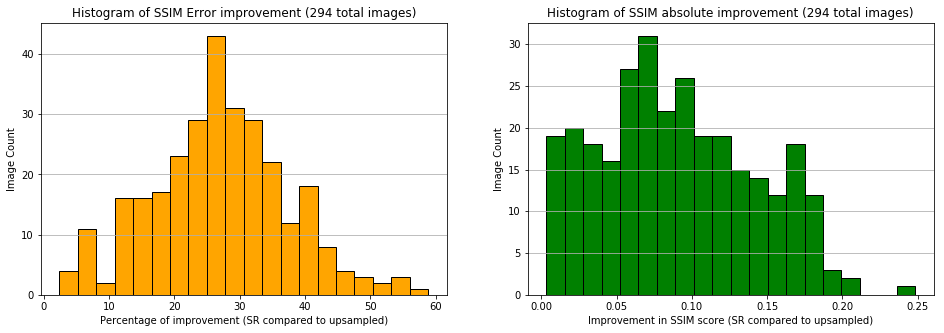 Histogram of SSIM Error improvement (294 total images)
Image Count
40
30
20
10
0
0 10 20 30 40 50 60
Percentage of improvement (SR compared to upsampled)
Histogram of SSIM absolute improvement (294 total images)
Image Count
30
25
20
15
10
5
0
0.00 0.05 0.10 0.15 0.20 0.25
Improvement in SSIM score (SR compared to upsampled)